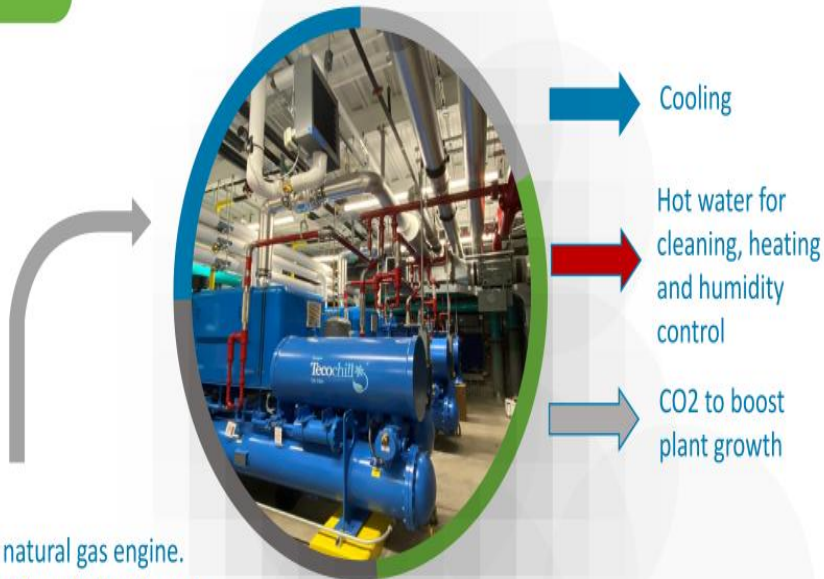 Cooling
Hot water for
cleaning, heating
and humidity
control
CO2 to boost
plant growth
Tecochill
natural gas engine.